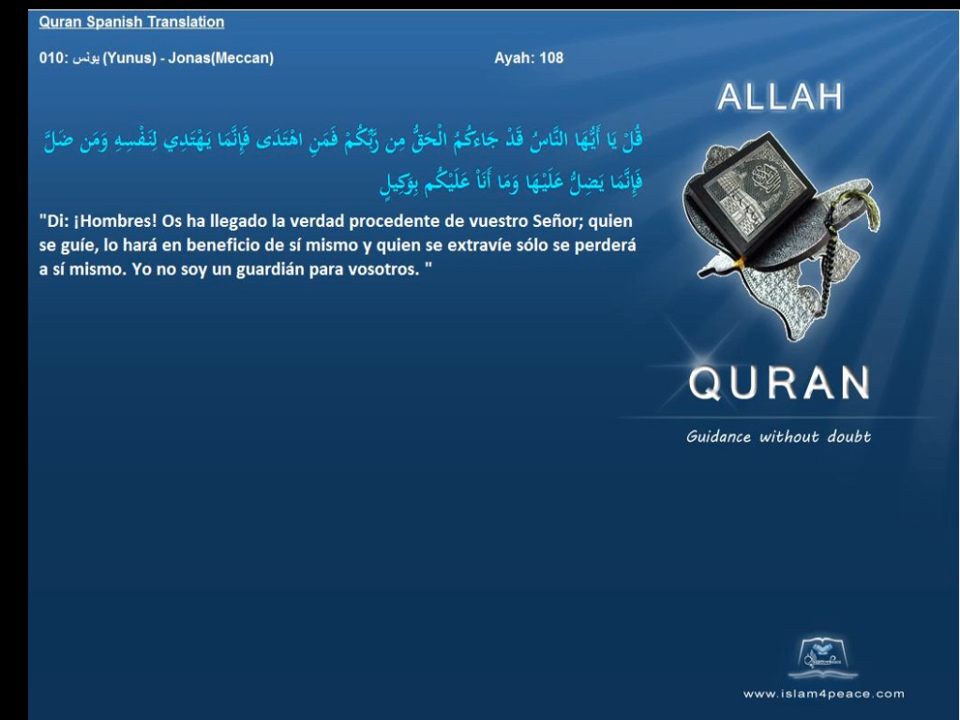 Quran Spanish Translation
010: يونس (Yunus) - Jonas(Meccan) Ayah: 108
قُلْ يَا أَيُّهَا النَّاسُ قَدْ جَاءَكُمُ الْحَقُّ مِن رَّبِّكُمْ فَمَنِ اهْتَدَى فَإِنَّمَا يَهْتَدِي لِنَفْسِهِ وَمَن ضَلَّ
فَإِنَّمَا يَضِلُّ عَلَيْهَا وَمَا أَنَاْ عَلَيْكُم بِوَكِيلٍ
"Di: ¡Hombres! Os ha llegado la verdad procedente de vuestro Señor; quien
se guíe, lo hará en beneficio de sí mismo y quien se extravíe sólo se perderá
a sí mismo. Yo no soy un guardián para vosotros. "
ALLAH
QURAN
Guidance without doubt
www.islam4peace.com